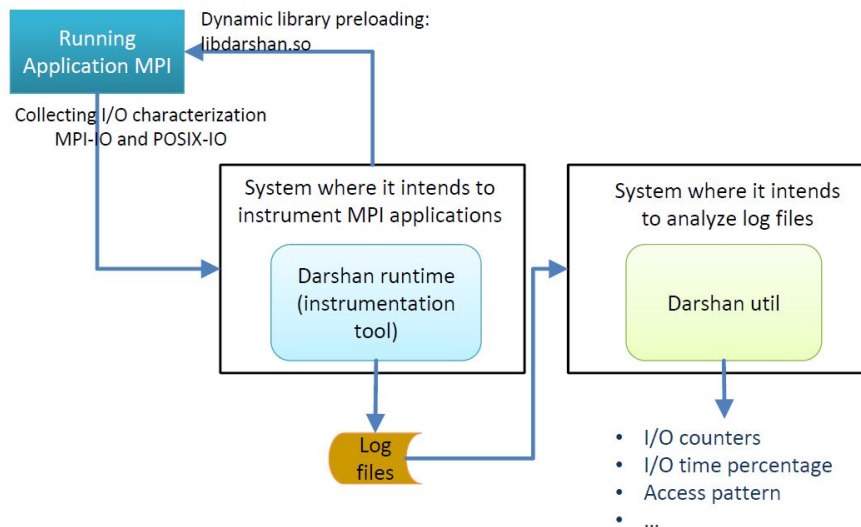 Dynamic library preloading:
libdarshan.so
Running
Application MPI
Collecting I/O characterization
MPI-IO and POSIX-IO
System where it intends to
instrument MPI applications
Darshan runtime
(instrumentation
tool)
Log
files
System where it intends
to analyze log files
Darshan util
• I/O counters
• I/O time percentage
• Access pattern
• ...